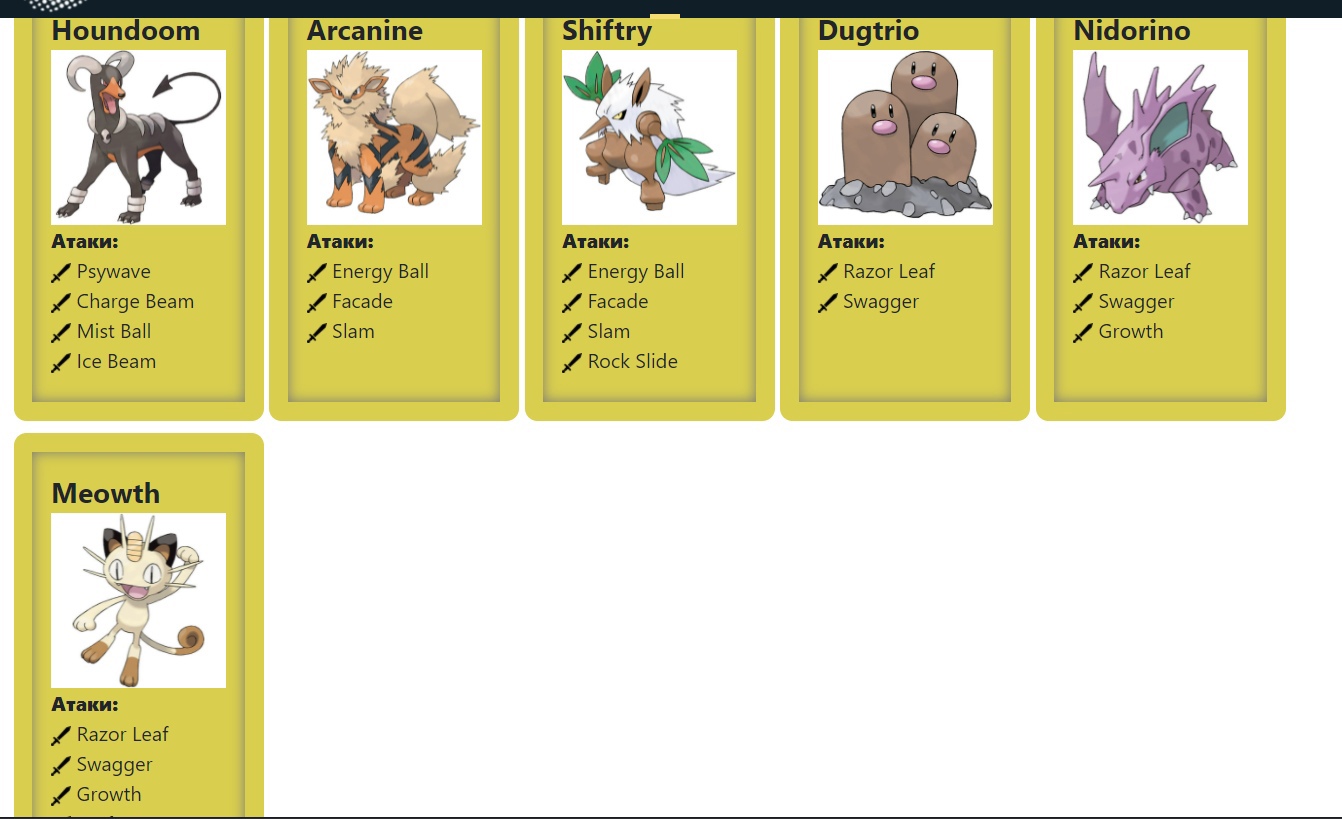 Houndoom
Атаки:
Psywave
Charge Beam
Mist Ball
Ice Beam
Arcanine
Атаки:
Energy Ball
Facade
Slam
Shiftry
Атаки:
Energy Ball
Facade
Slam
Rock Slide
Dugtrio
Атаки:
Razor Leaf
Swagger
Nidorino
Атаки:
Razor Leaf
Swagger
Growth
Meowth
Атаки:
Razor Leaf
Swagger
Growth